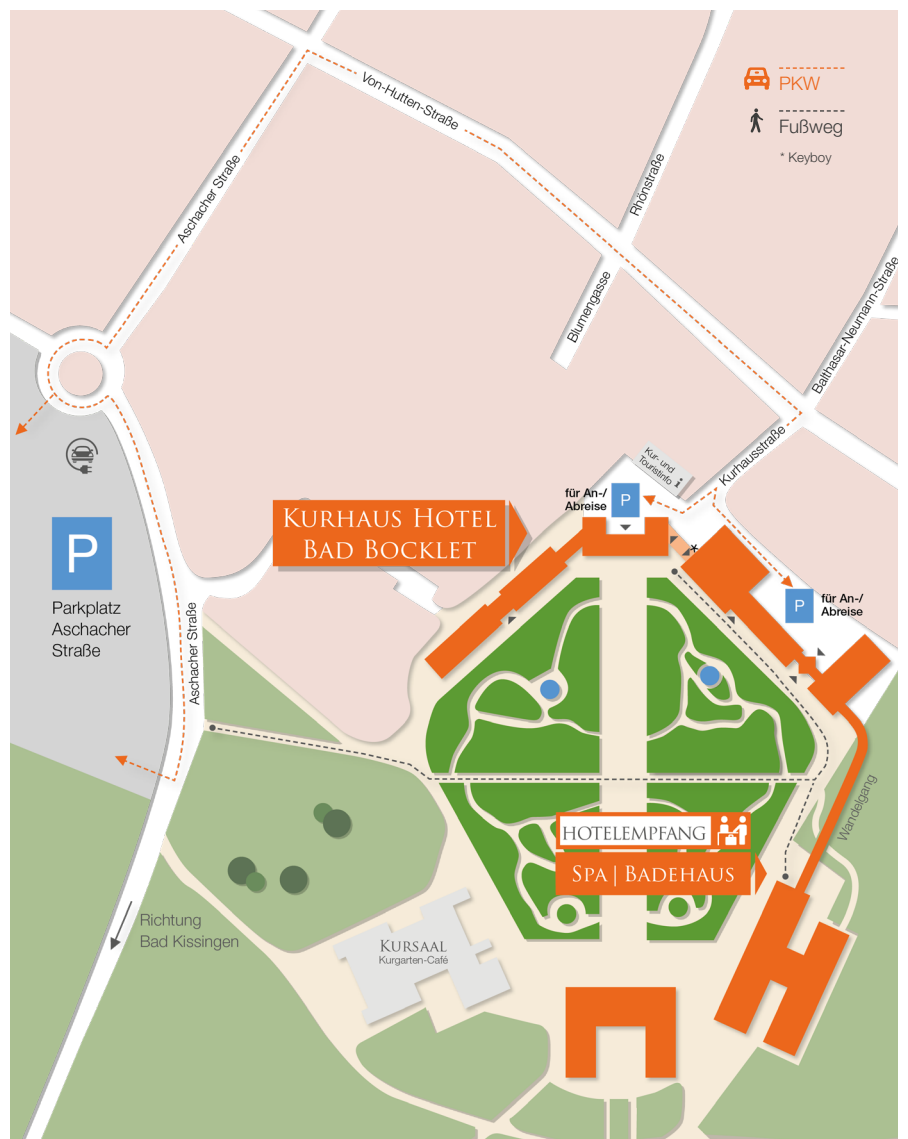 PKW
Fußweg
* Keyboy
Von-Hutten-Straße
Aschacher Straße
Rhönstraße
Blumengasse
Balthasar-Neumann-Straße
Kurhausstraße
Kur- und
Touristinfo
i
für An-/
Abreise
P
KURHAUS HOTEL
BAD BOCKLET
*
P
für An-/
Abreise
P
Parkplatz
Aschacher
Straße
Aschacher Straße
Wandelgang
HOTELEMPFANG
SPA | BADEHAUS
Richtung
Bad Kissingen
KURSAAL
Kurgarten-Café